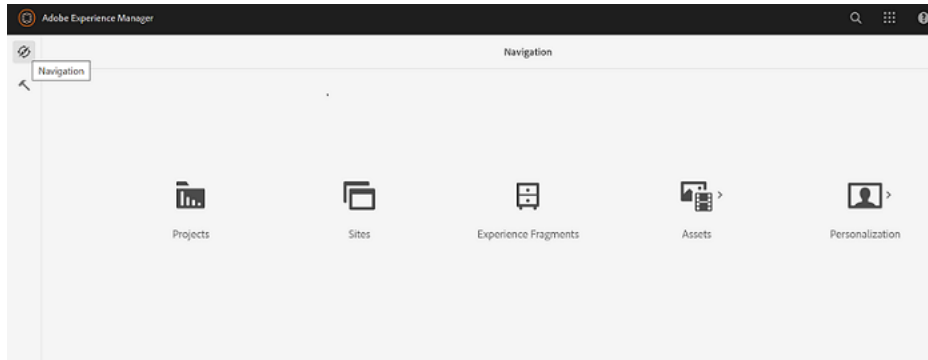 Adobe Experience Manager
Navigation
Navigation
Projects
Sites
Experience Fragments
Assets
Personalization